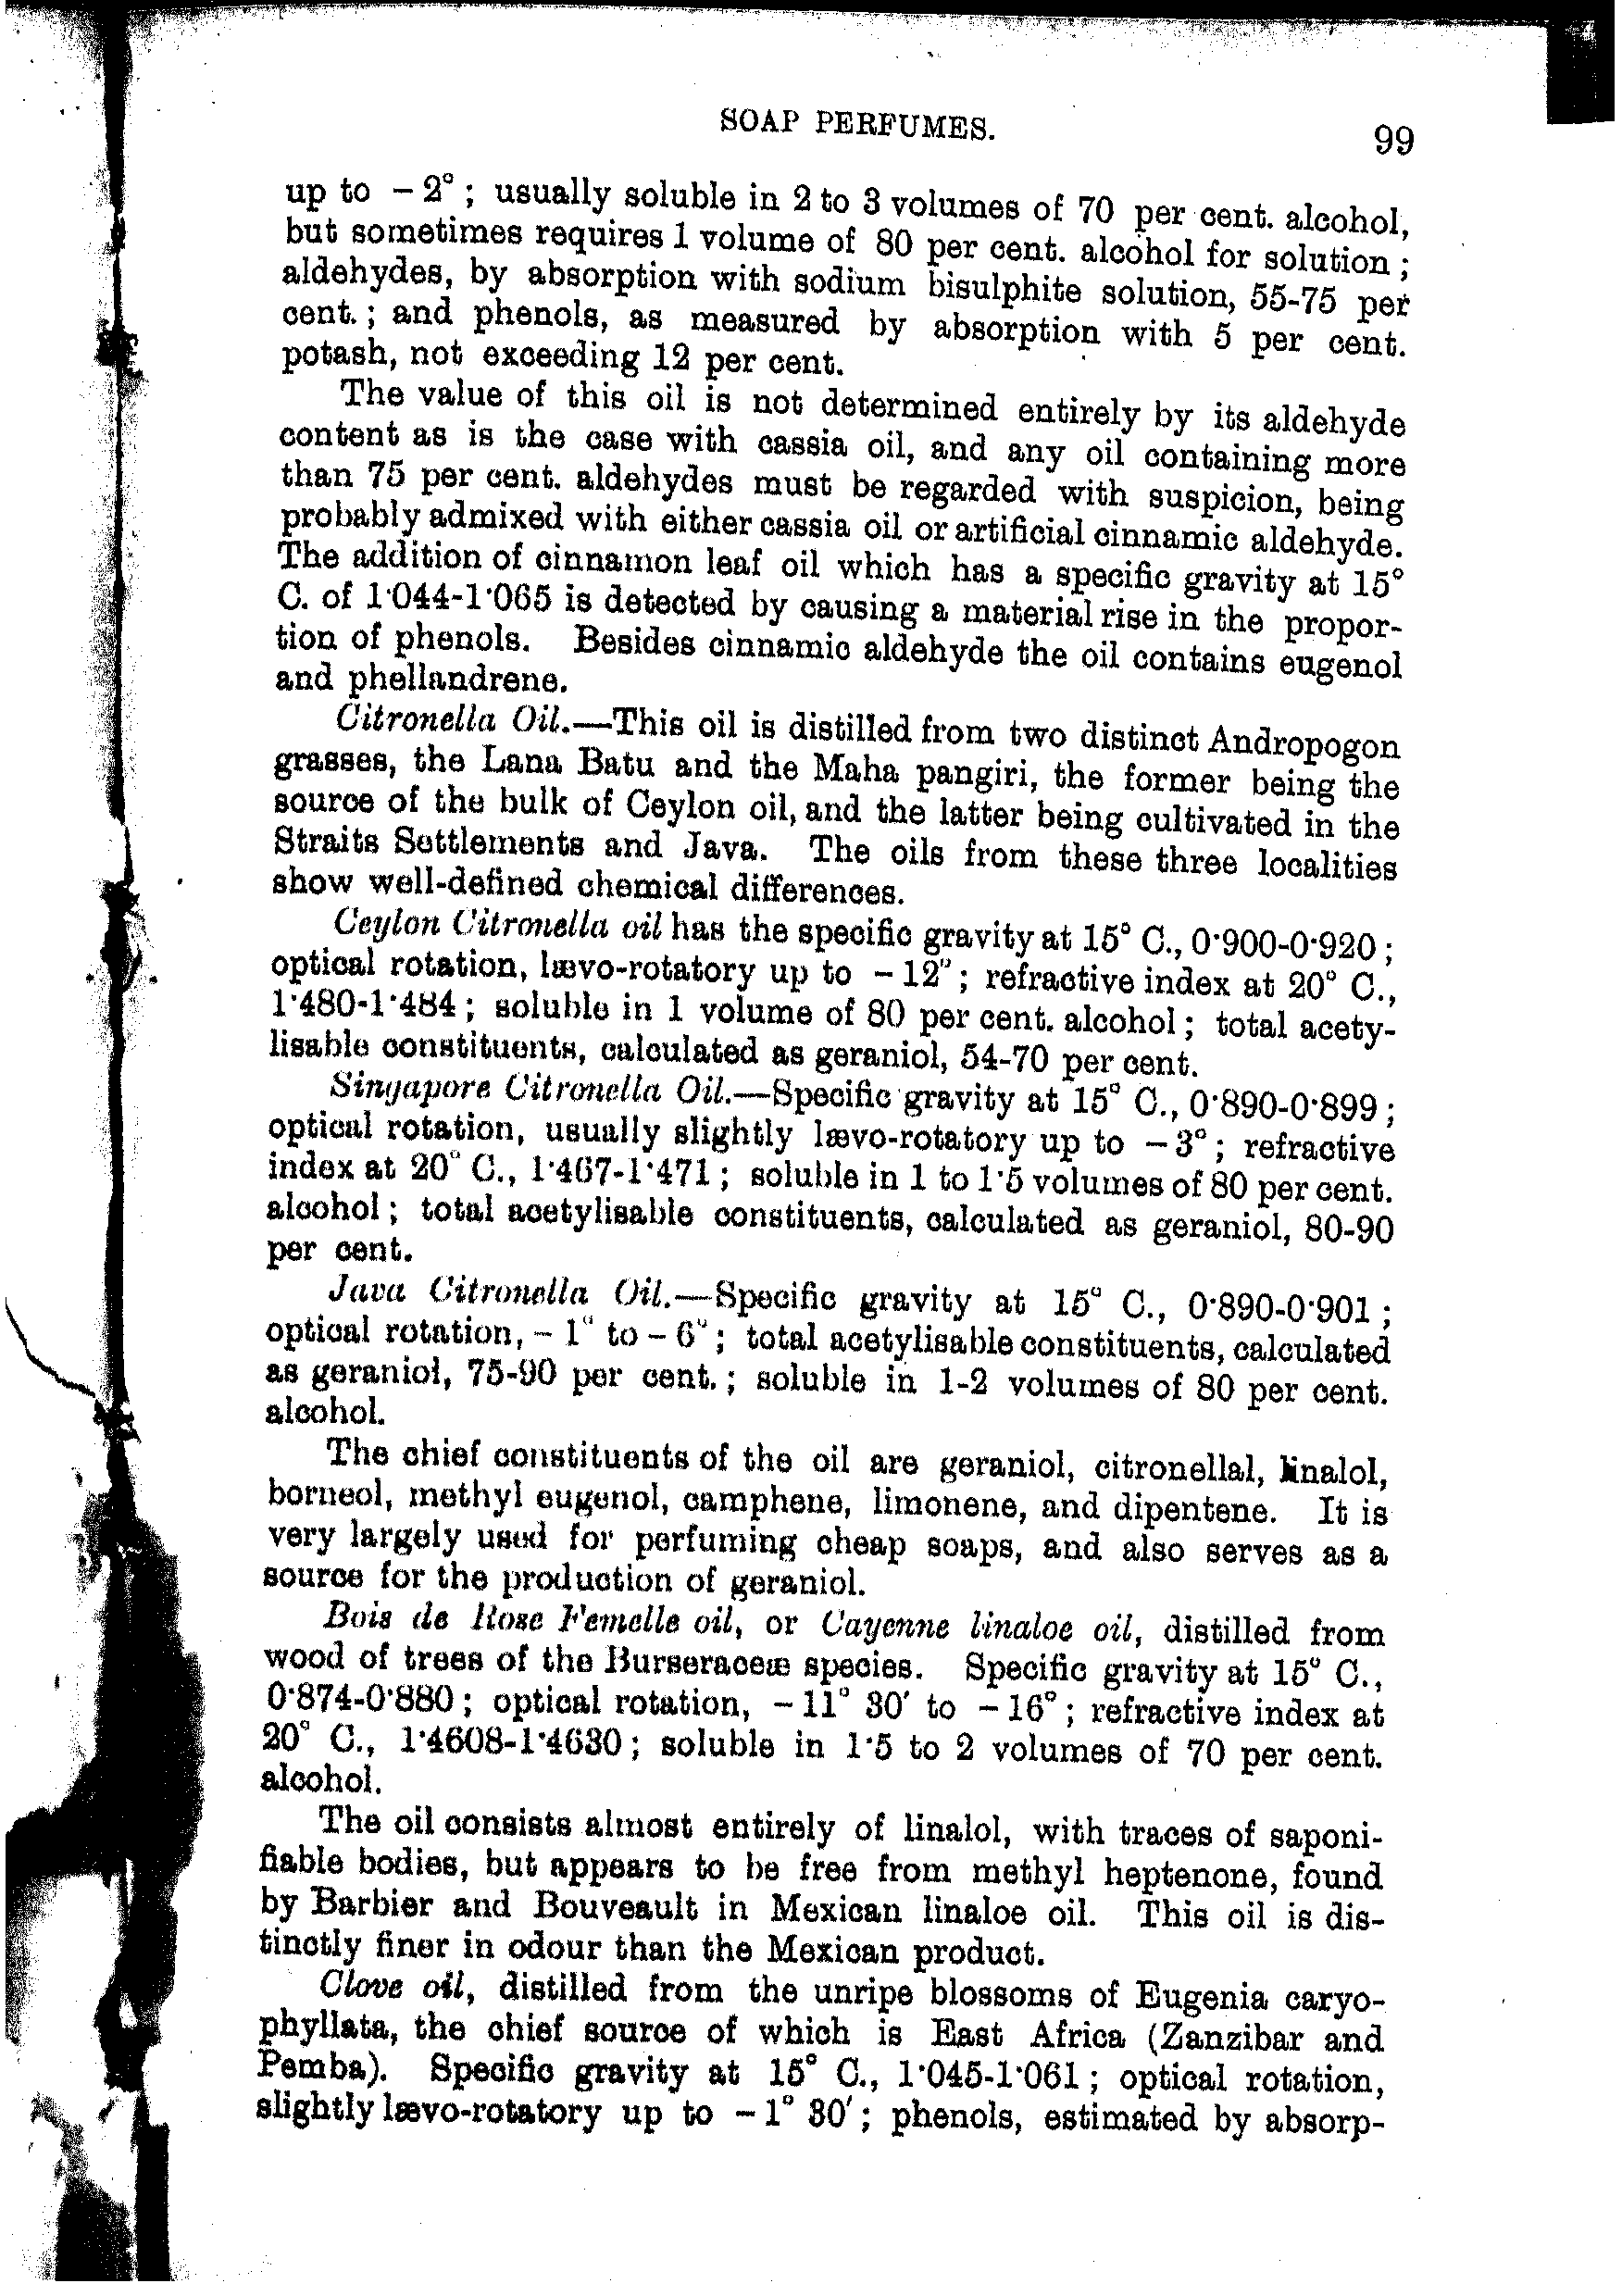 SOAP PERFUMES.
99
up to – 2°; usually soluble in 2 to 3 volumes of 70 per cent. alcohol,
but sometimes requires 1 volume of 80 per cent. alcohol for solution;
aldehydes, by absorption with sodium bisulphite solution, 55-75 per
cent.; and phenols, as measured by absorption with 5 per cent.
potash, not exceeding 12 per cent.
The value of this oil is not determined entirely by its aldehyde
content as is the case with cassia oil, and any oil containing more
than 75 per cent. aldehydes must be regarded with suspicion, being
probably admixed with either cassia oil or artificial cinnamic aldehyde.
The addition of cinnamon leaf oil which has a specific gravity at 15°
C. of 1·044-1·065 is detected by causing a material rise in the propor-
tion of phenols. Besides cinnamic aldehyde the oil contains eugenol
and phellandrene.
Citronella Oil.—This oil is distilled from two distinct Andropogon
grasses, the Lana Batu and the Maha pangiri, the former being the
source of the bulk of Ceylon oil, and the latter being cultivated in the
Straits Settlements and Java. The oils from these three localities
show well-defined chemical differences.
Ceylon Citronella oil has the specific gravity at 15° C., 0·900-0·920;
optical rotation, lævo-rotatory up to – 12°; refractive index at 20° C.,
1·480-1·484; soluble in 1 volume of 80 per cent. alcohol; total acety-
lisable constituents, calculated as geraniol, 54-70 per cent.
Singapore Citronella Oil.—Specific gravity at 15° C., 0·890-0·899;
optical rotation, usually slightly lævo-rotatory up to – 3°; refractive
index at 20° C., 1·467-1·471; soluble in 1 to 1·5 volumes of 80 per cent.
alcohol; total acetylisable constituents, calculated as geraniol, 80-90
per cent.
Java Citronella Oil.—Specific gravity at 15° C., 0·890-0·901;
optical rotation, – 1° to – 6°; total acetylisable constituents, calculated
as geraniol, 75-90 per cent.; soluble in 1-2 volumes of 80 per cent.
alcohol.
The chief constituents of the oil are geraniol, citronellal, linalol,
borneol, methyl eugenol, camphene, limonene, and dipentene. It is
very largely used for perfuming cheap soaps, and also serves as a
source for the production of geraniol.
Bois de Rose Femelle oil, or Cayenne linaloe oil, distilled from
wood of trees of the Burseraceæ species. Specific gravity at 15° C.,
0·874-0·880; optical rotation, – 11° 30′ to – 16°; refractive index at
20° C., 1·4608-1·4630; soluble in 1·5 to 2 volumes of 70 per cent.
alcohol.
The oil consists almost entirely of linalol, with traces of saponi-
fiable bodies, but appears to be free from methyl heptenone, found
by Barbier and Bouveault in Mexican linaloe oil. This oil is dis-
tinctly finer in odour than the Mexican product.
Clove oil, distilled from the unripe blossoms of Eugenia caryo-
phyllata, the chief source of which is East Africa (Zanzibar and
Pemba). Specific gravity at 15° C., 1·045-1·061; optical rotation,
slightly lævo-rotatory up to – 1° 30′; phenols, estimated by absorp-